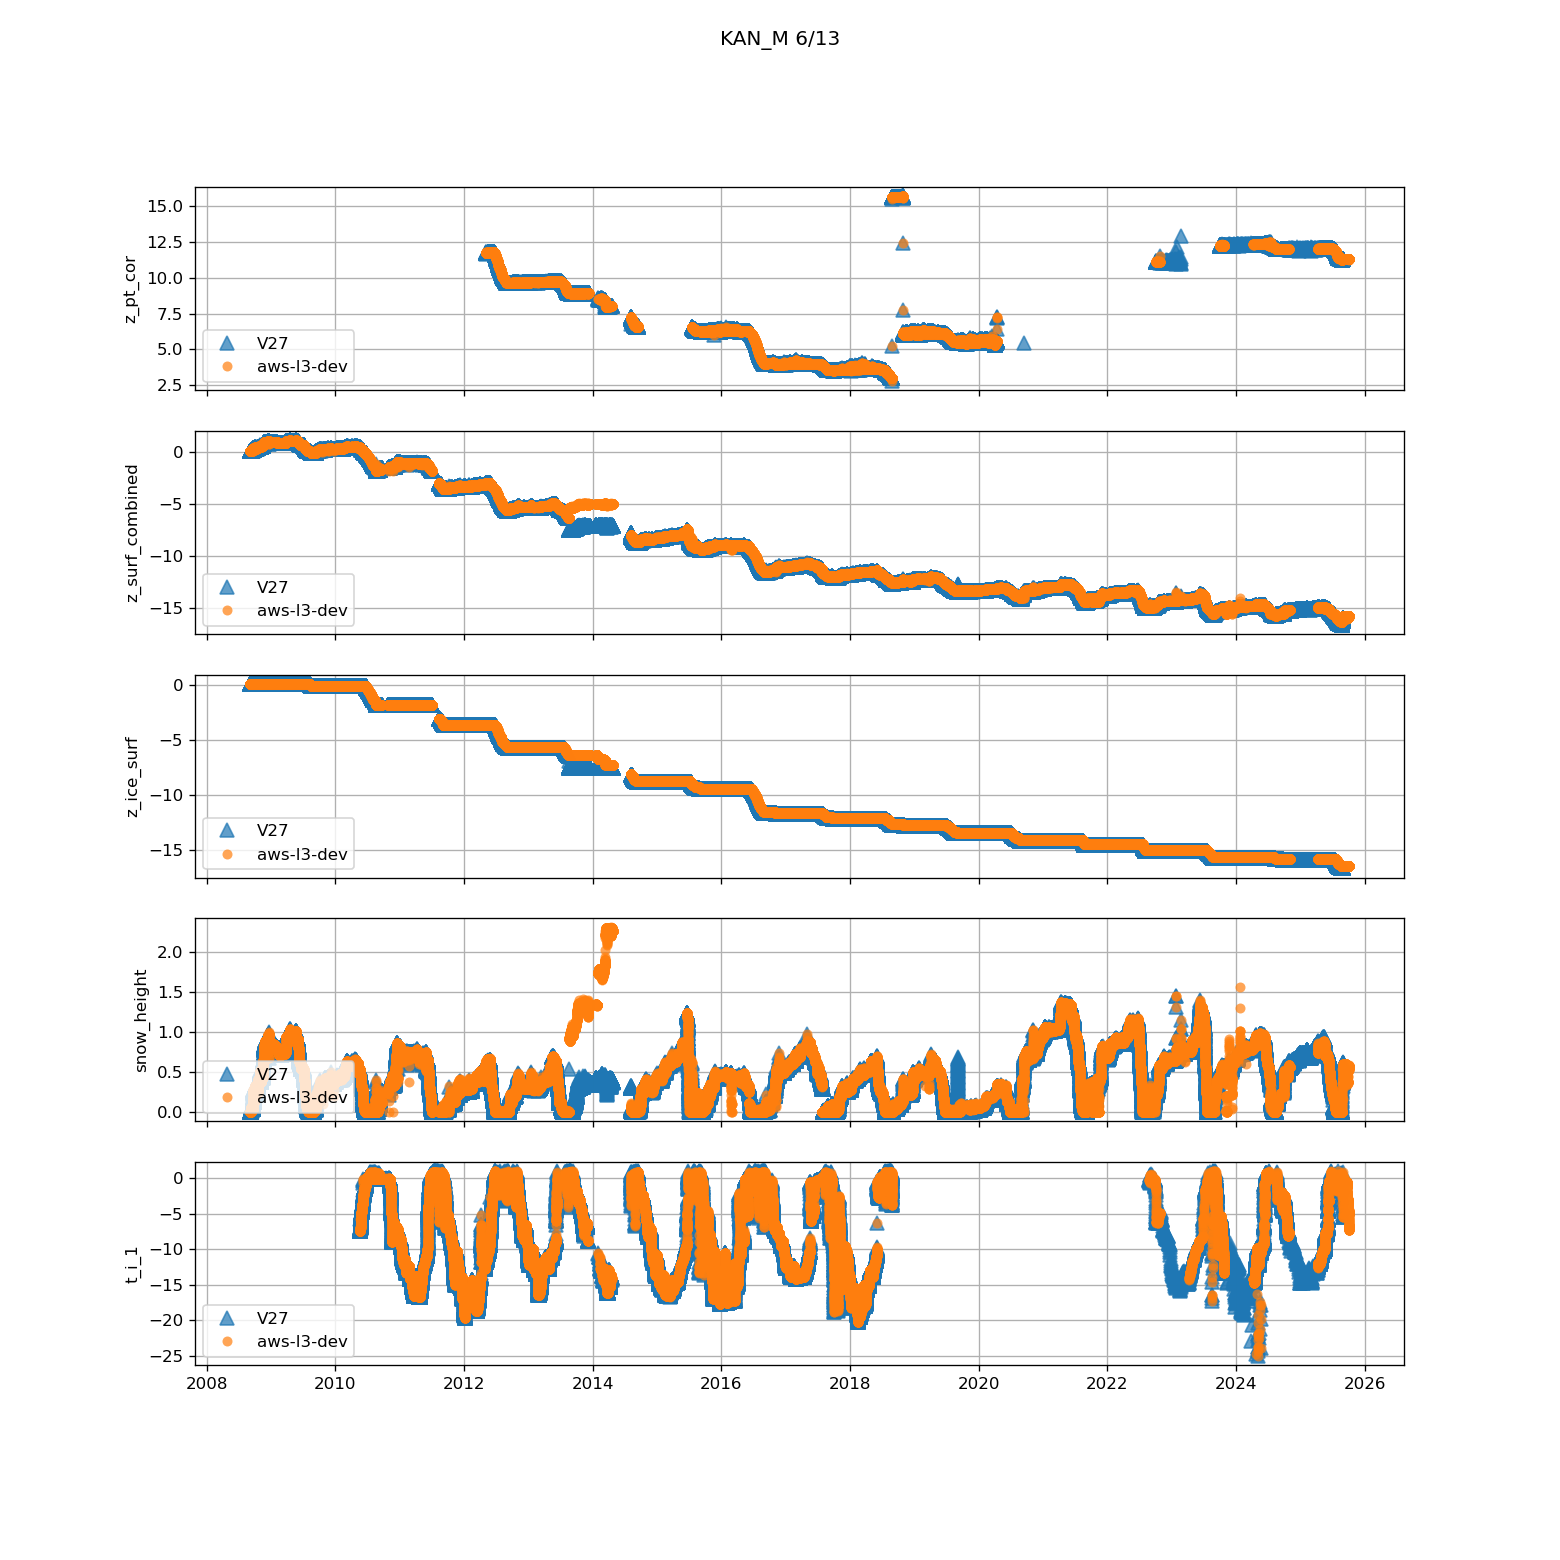 KAN_M 6/13
z_pt_cor
15.0
12.5
10.0
7.5
5.0
2.5
V27
aws-l3-dev
z_surf_combined
0
−5
−10
−15
V27
aws-l3-dev
z_ice_surf
0
−5
−10
−15
V27
aws-l3-dev
snow_height
2.0
1.5
1.0
0.5
0.0
V27
aws-l3-dev
t_i_1
0
−5
−10
−15
−20
−25
V27
aws-l3-dev
2008 2010 2012 2014 2016 2018 2020 2022 2024 2026